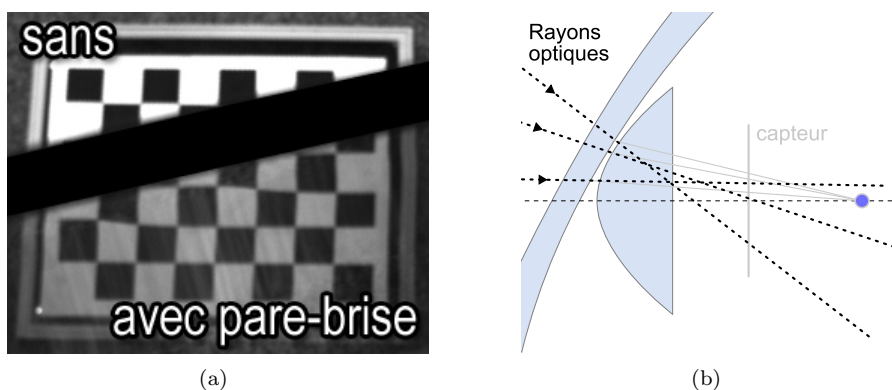 sans
avec pare-brise
(a)
Rayons
optiques
capteur
(b)